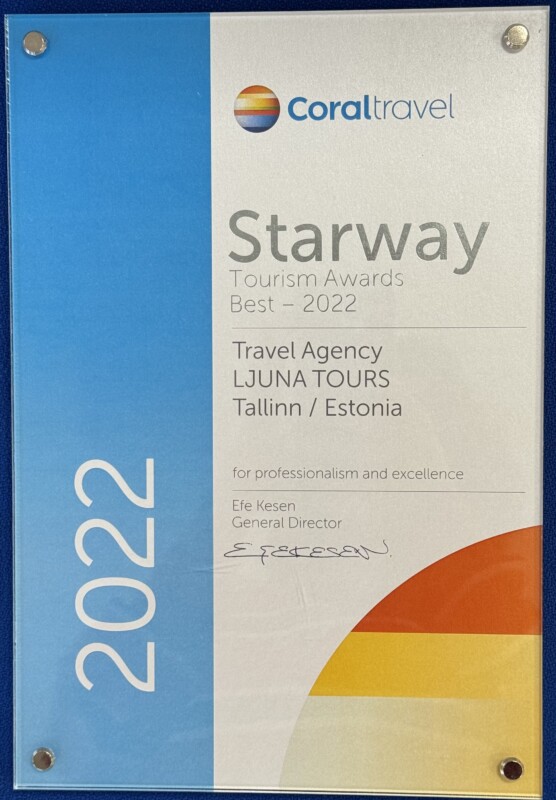 Coraltravel
Starway
Tourism Awards
Best – 2022
Travel Agency
LJUNA TOURS
Tallinn / Estonia
for professionalism and excellence
Efe Kesen
General Director
EFEKESEN.
2022